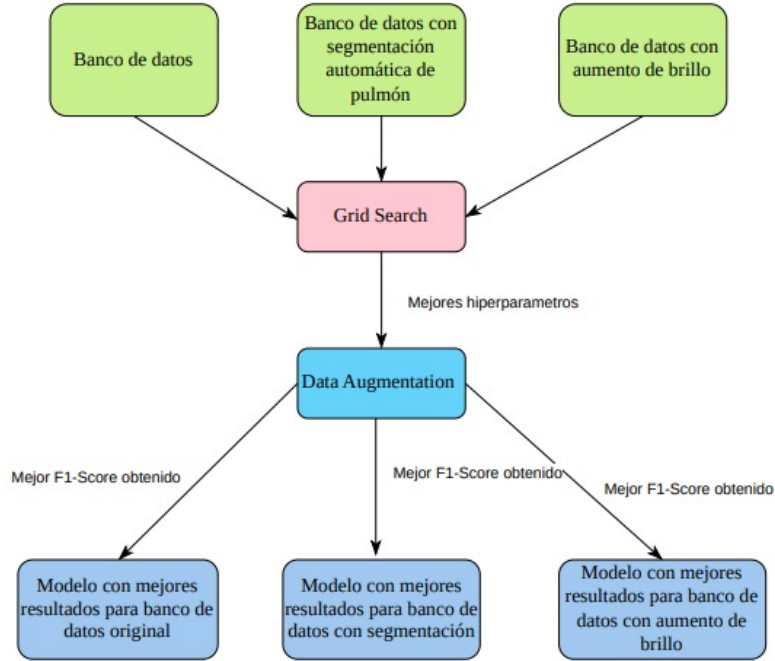 Banco de datos
Banco de datos con
segmentación
automática de
pulmón
Banco de datos con
aumento de brillo
Grid Search
Mejores hiperparametros
Data Augmentation
Mejor F1-Score obtenido
Mejor F1-Score obtenido
Mejor F1-Score obtenido
Modelo con mejores
resultados para banco de
datos original
Modelo con mejores
resultados para banco de
datos con segmentación
Modelo con mejores
resultados para banco de
datos con aumento de
brillo